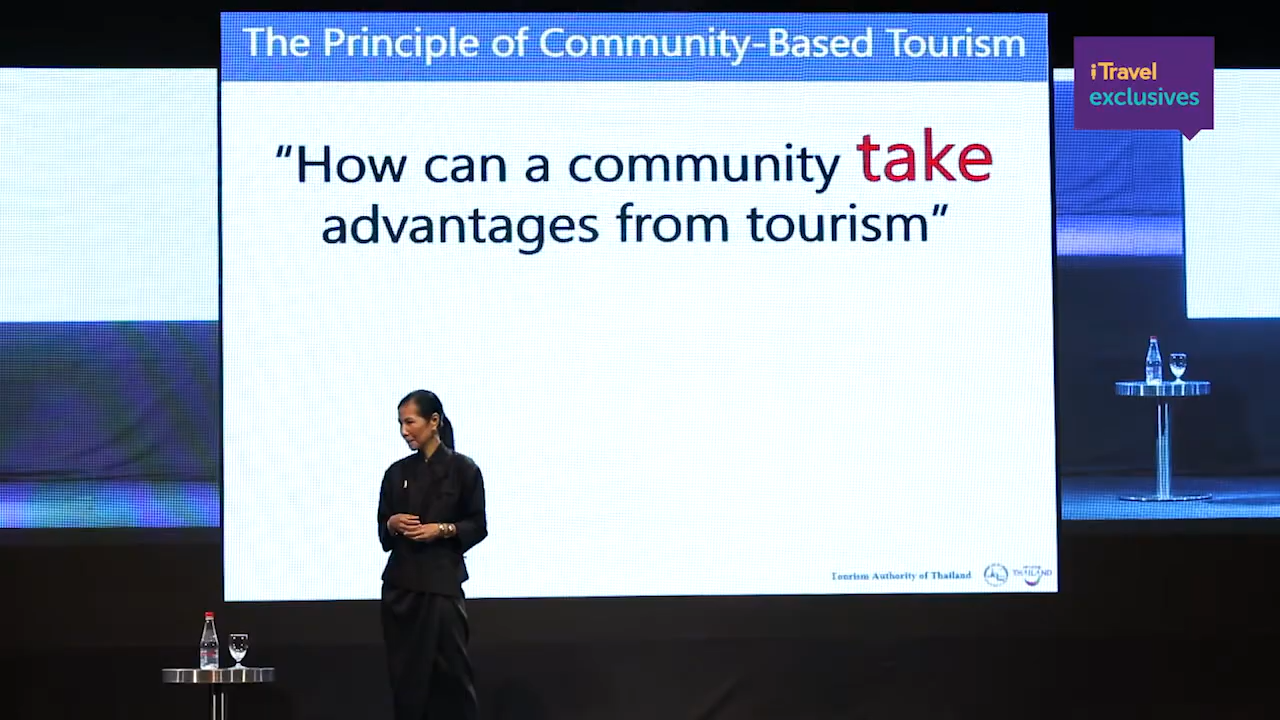 The Principle of Community-Based Tourism
iTravel
exclusives
"How can a community take
advantages from tourism"
Tourism Authority of Thailand
THAILAND